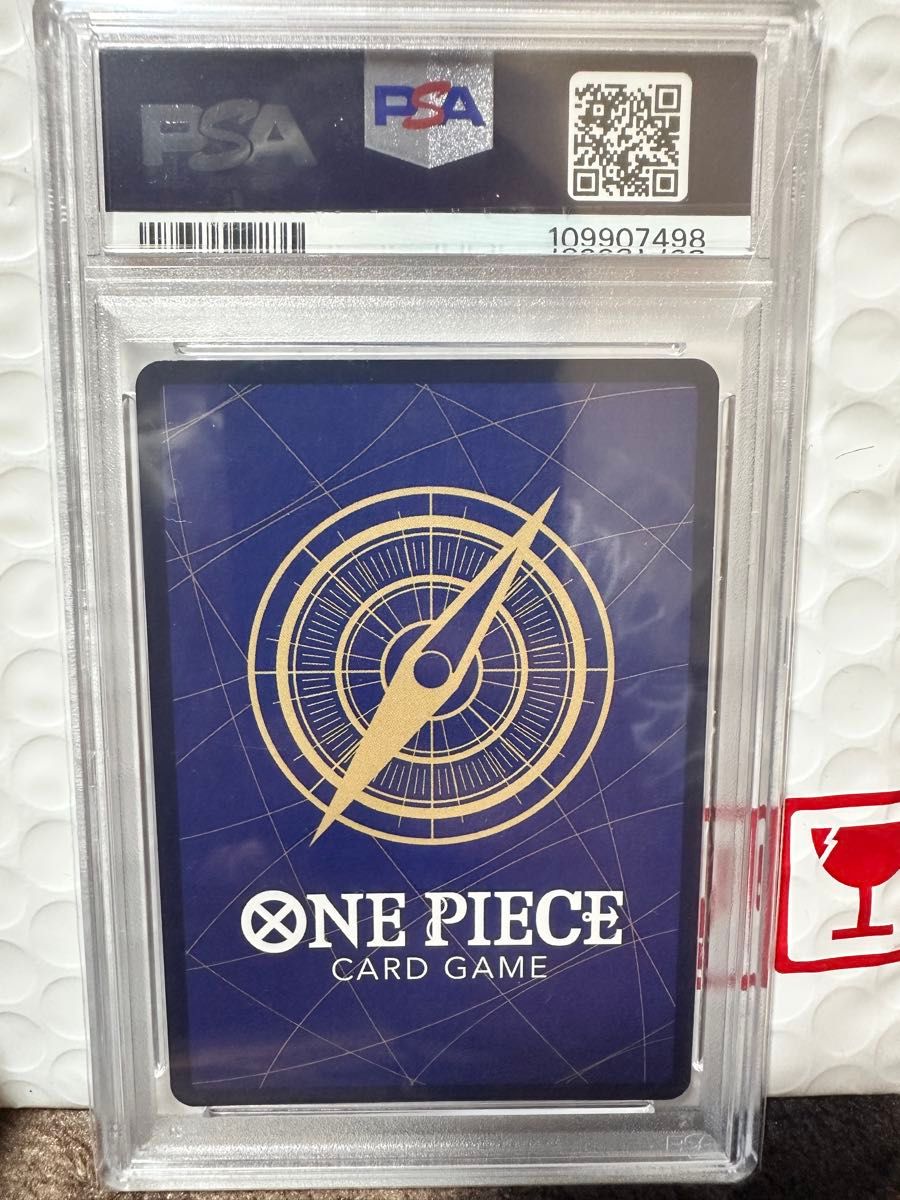 PSA PSA
109907498
ONE PIECE
CARD GAME